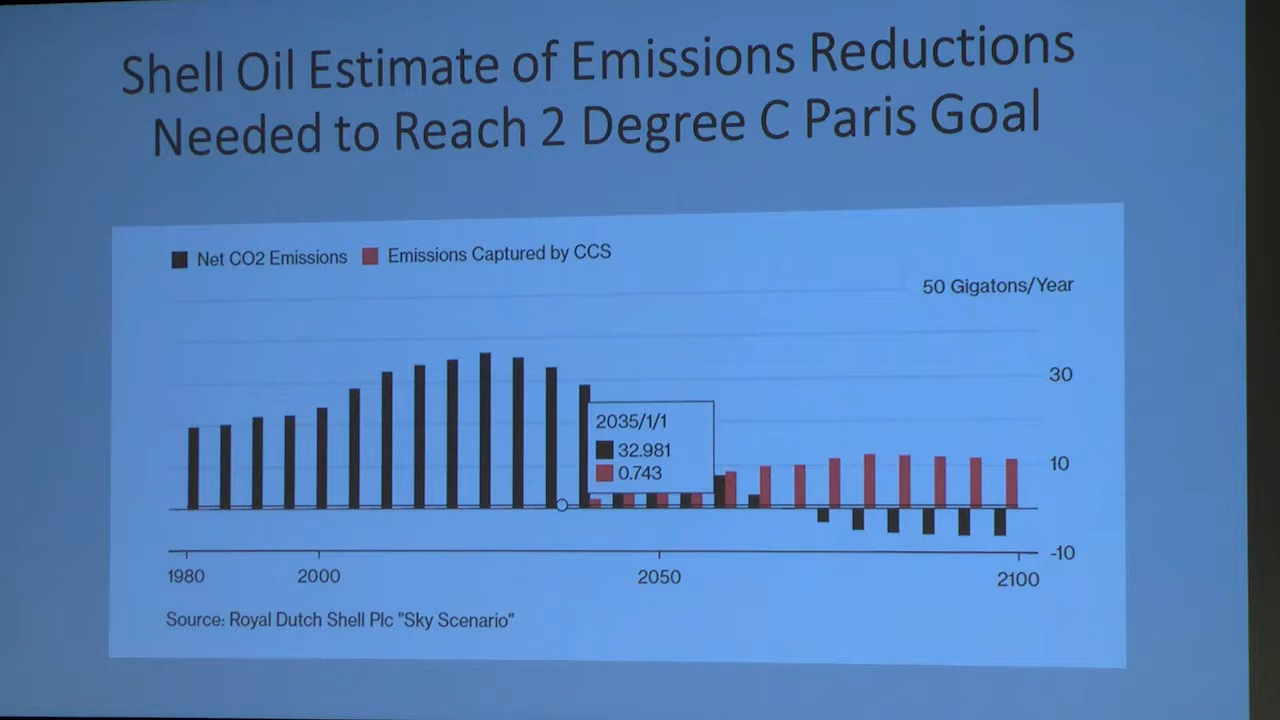 Shell Oil Estimate of Emissions Reductions
Needed to Reach 2 Degree C Paris Goal
Net CO2 Emissions Emissions Captured by CCS
50 Gigatons/Year
30
2035/1/1
32.981
0.743
10
-10
1980 2000 2050 2100
Source: Royal Dutch Shell Plc "Sky Scenario"